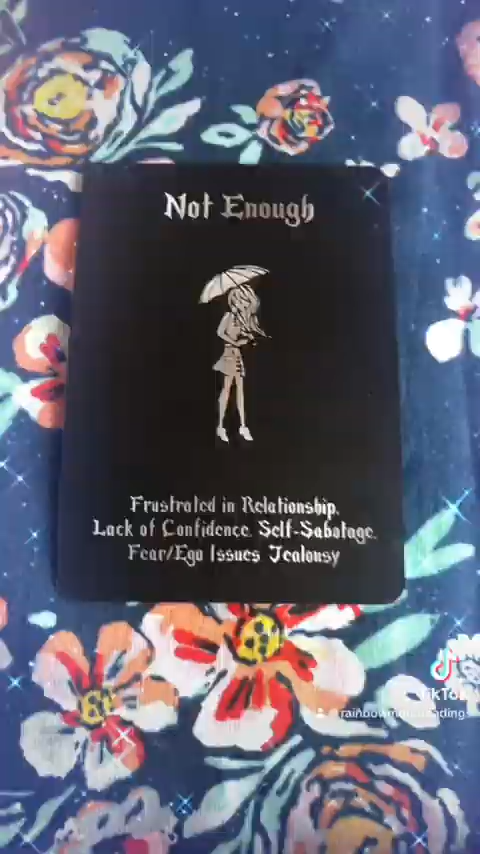 Not Enough
Frustrated in Relationship.
Lack of Confidence. Self-Sabotage.
Fear/Ego Issues Jealousy
TikTok